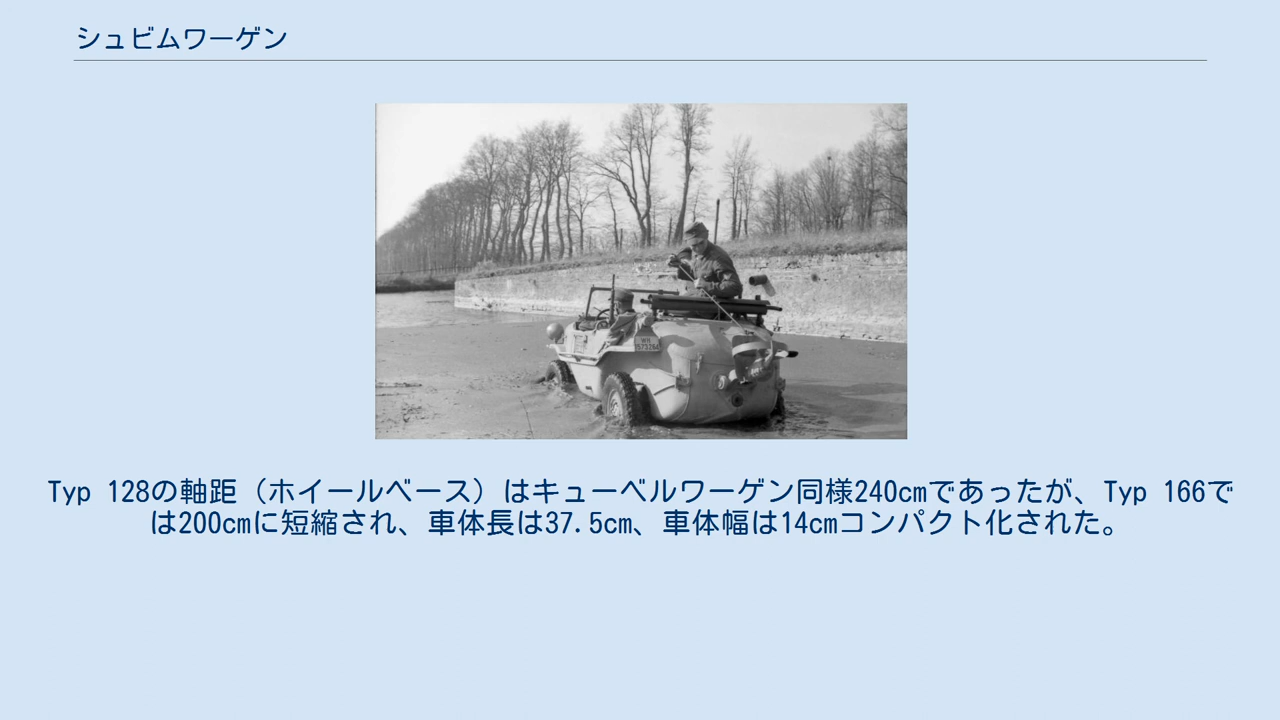 シュビムワーゲン
WH
Typ 128の軸距（ホイールベース）はキューベルワーゲン同様240cmであったが、Typ 166で
は200cmに短縮され、車体長は37.5cm、車体幅は14cmコンパクト化された。